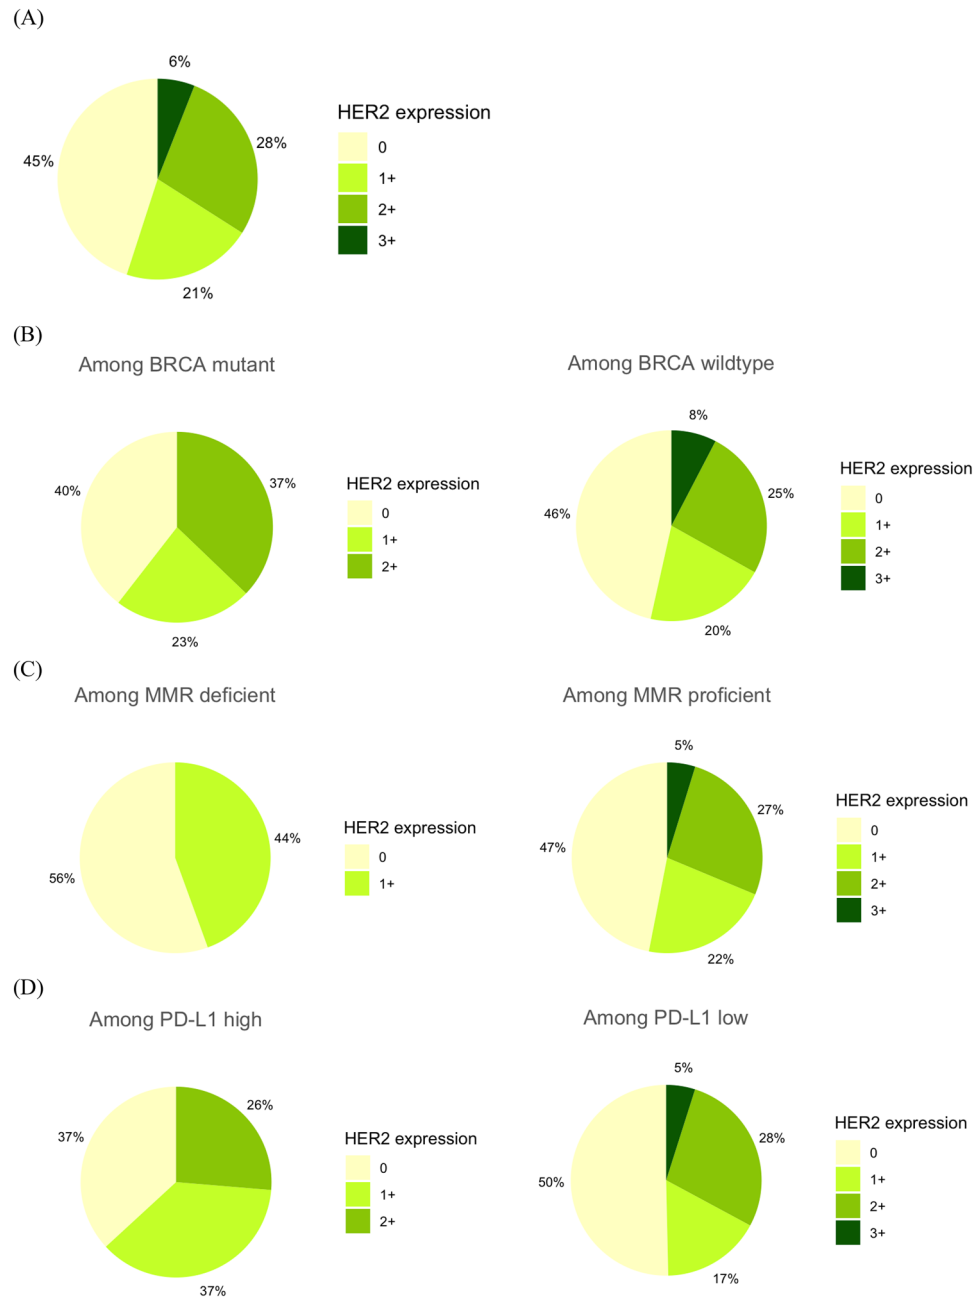 (A)
6%
28%
45%
21%
HER2 expression
0
1+
2+
3+
(B)
Among BRCA mutant
40%
37%
23%
HER2 expression
0
1+
2+
Among BRCA wildtype
8%
25%
46%
20%
HER2 expression
0
1+
2+
3+
(C)
Among MMR deficient
44%
56%
HER2 expression
0
1+
Among MMR proficient
5%
27%
47%
22%
HER2 expression
0
1+
2+
3+
(D)
Among PD-L1 high
26%
37%
37%
HER2 expression
0
1+
2+
Among PD-L1 low
5%
28%
50%
17%
HER2 expression
0
1+
2+
3+